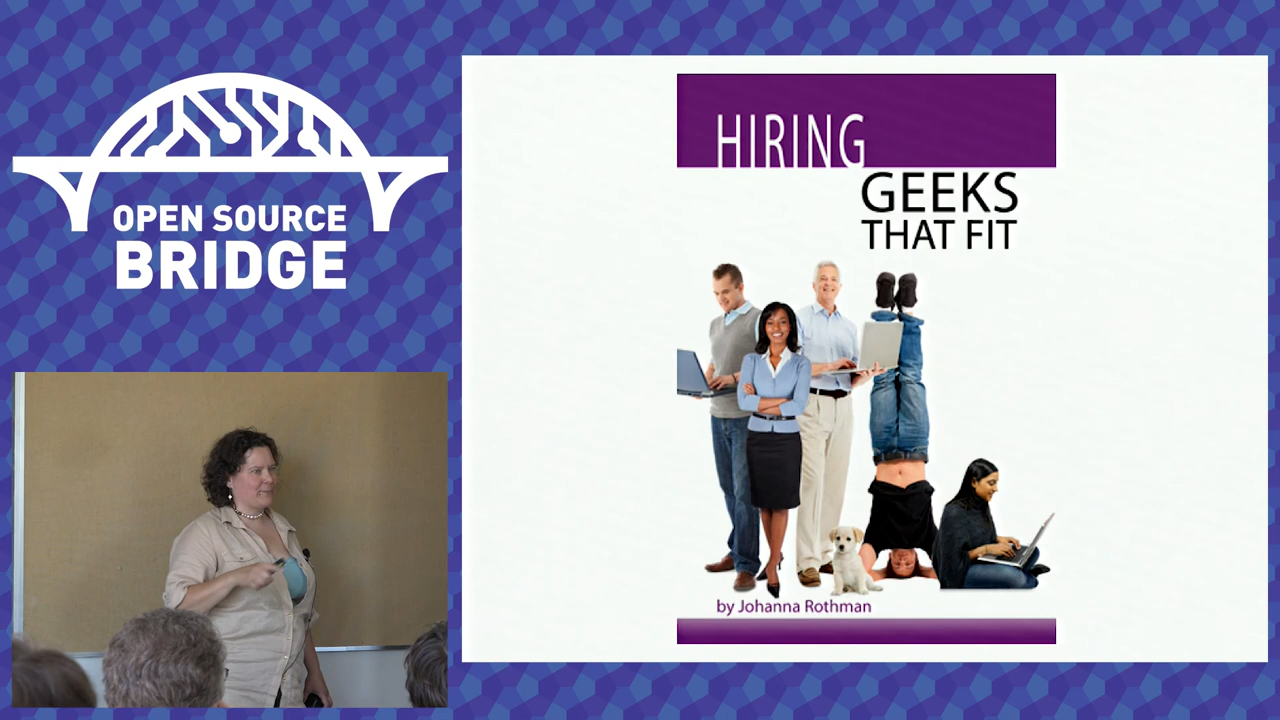 OPEN SOURCE
BRIDGE
HIRING
GEEKS
THAT FIT
by Johanna Rothman